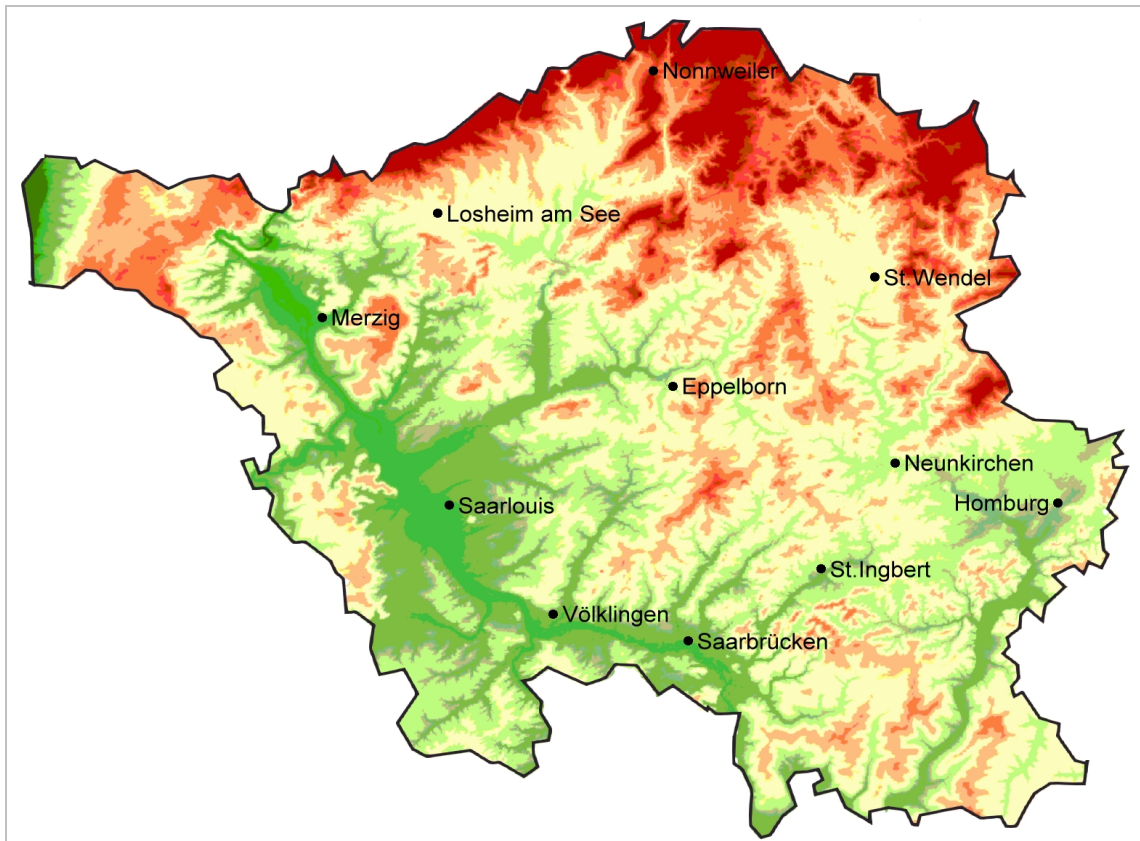 Nonnweiler
Losheim am See
St.Wendel
Merzig
Eppelborn
Neunkirchen
Homburg
Saarlouis
St.Ingbert
Völklingen
Saarbrücken